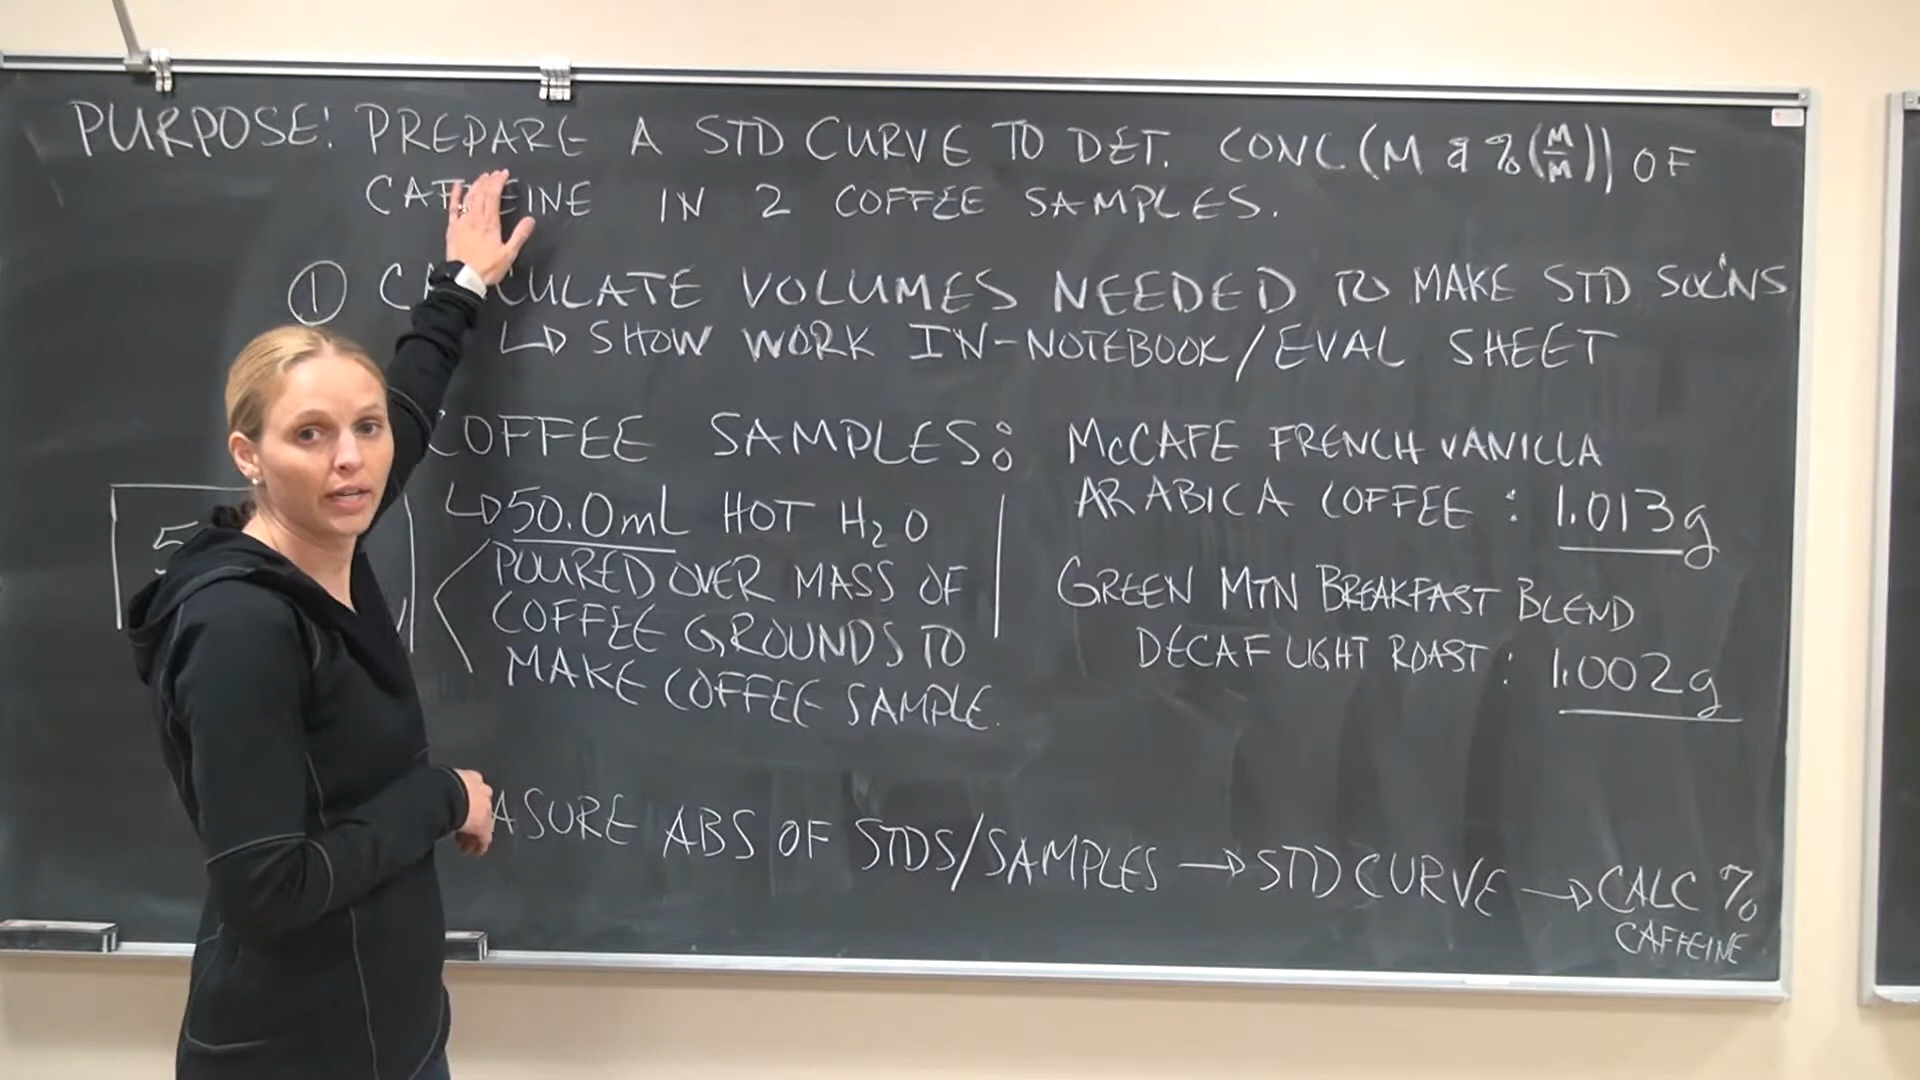 PURPOSE: PREPARE A STD CURVE TO DET. CONC (M & % (M/M)) OF
CAFFEINE IN 2 COFFEE SAMPLES.
① CALCULATE VOLUMES NEEDED TO MAKE STD SOL'NS
↳ SHOW WORK IN-NOTEBOOK/EVAL SHEET
COFFEE SAMPLES:
↳ 50.0mL HOT H2O
POURED OVER MASS OF
COFFEE GROUNDS TO
MAKE COFFEE SAMPLE.
McCAFE FRENCH VANILLA
ARABICA COFFEE : 1.013g
GREEN MTN BREAKFAST BLEND
DECAF LIGHT ROAST : 1.002g
ASURE ABS OF STDS/SAMPLES → STD CURVE → CALC %
CAFFEINE